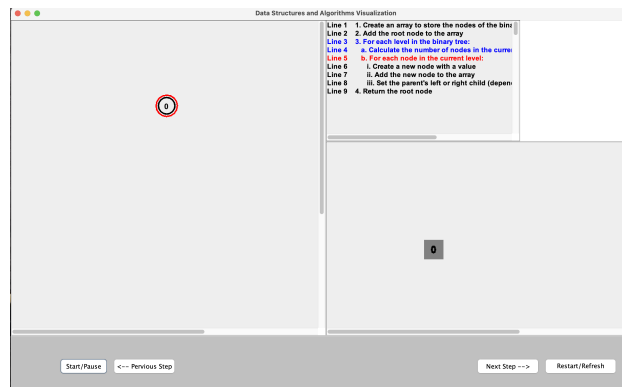 Data Structures and Algorithms Visualization
Line 1 1. Create an array to store the nodes of the bina
Line 2 2. Add the root node to the array
Line 3 3. For each level in the binary tree:
Line 4 a. Calculate the number of nodes in the curre
Line 5 b. For each node in the current level:
Line 6 i. Create a new node with a value
Line 7 ii. Add the new node to the array
Line 8 iii. Set the parent's left or right child (depen
Line 9 4. Return the root node
0
0
Start/Pause
<-- Pervious Step
Next Step -->
Restart/Refresh